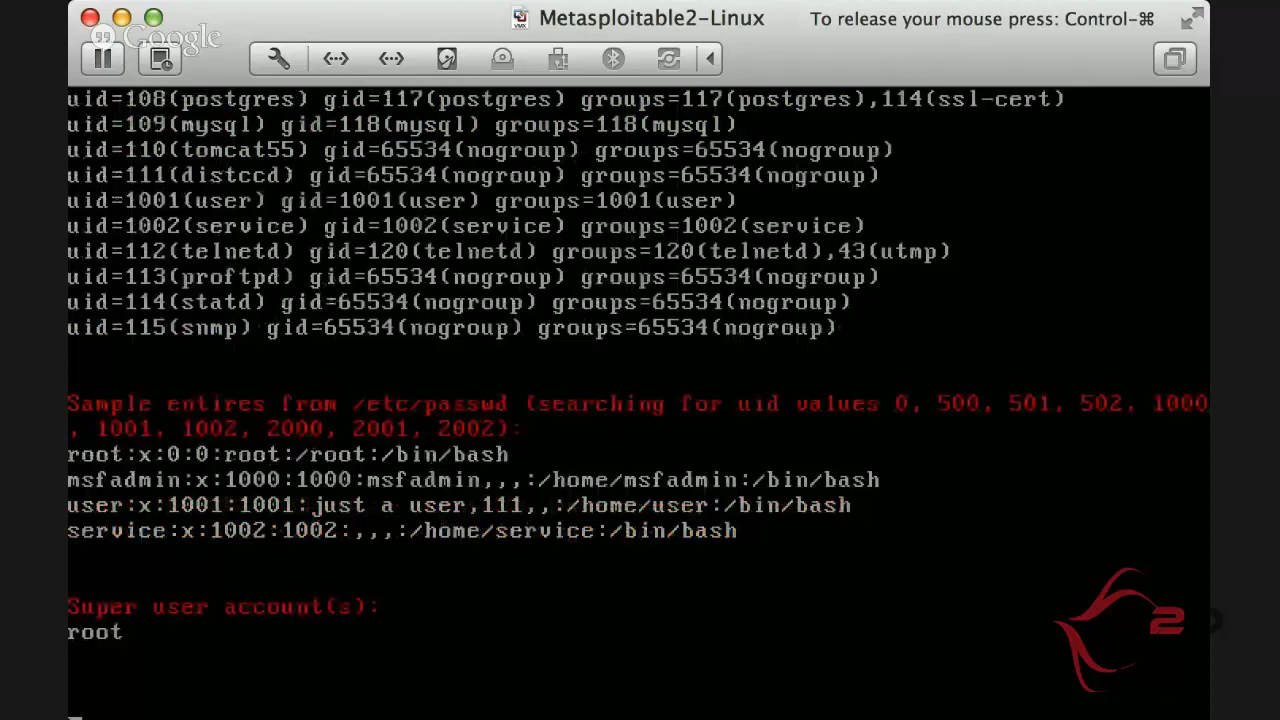 Metasploitable2-Linux
To release your mouse press: Control-⌘
Google
uid=108(postgres) gid=117(postgres) groups=117(postgres),114(ssl-cert)
uid=109(mysql) gid=118(mysql) groups=118(mysql)
uid=110(tomcat55) gid=65534(nogroup) groups=65534(nogroup)
uid=111(distccd) gid=65534(nogroup) groups=65534(nogroup)
uid=1001(user) gid=1001(user) groups=1001(user)
uid=1002(service) gid=1002(service) groups=1002(service)
uid=112(telnetd) gid=120(telnetd) groups=120(telnetd),43(utmp)
uid=113(proftpd) gid=65534(nogroup) groups=65534(nogroup)
uid=114(statd) gid=65534(nogroup) groups=65534(nogroup)
uid=115(snmp) gid=65534(nogroup) groups=65534(nogroup)
Sample entires from /etc/passwd (searching for uid values 0, 500, 501, 502, 1000
, 1001, 1002, 2000, 2001, 2002):
root:x:0:0:root:/root:/bin/bash
msfadmin:x:1000:1000:msfadmin,,,:/home/msfadmin:/bin/bash
user:x:1001:1001:just a user,111,,:/home/user:/bin/bash
service:x:1002:1002:,,,:/home/service:/bin/bash
Super user account(s):
root
2